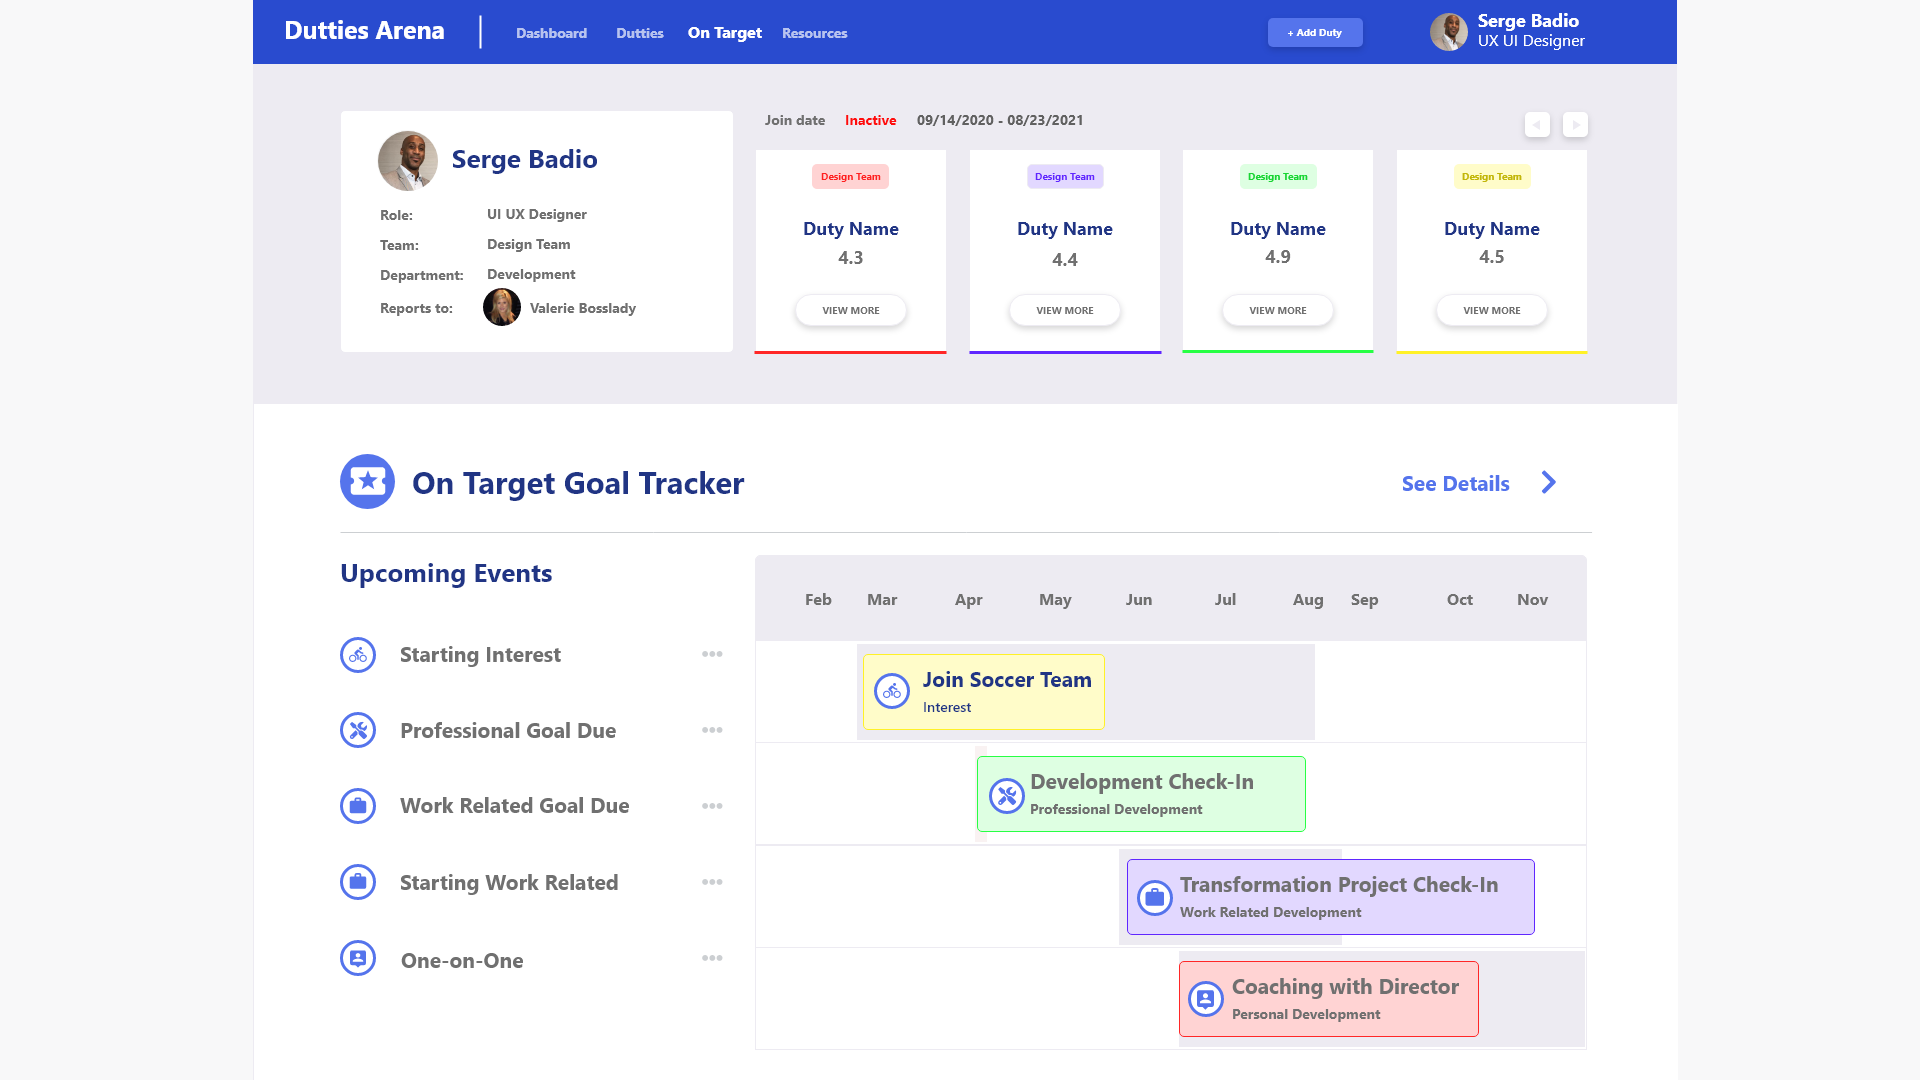 Dutties Arena
Dashboard
Dutties
On Target
Resources
+ Add Duty
Serge Badio
UX UI Designer
Serge Badio
Role: UI UX Designer
Team: Design Team
Department: Development
Reports to: Valerie Bosslady
Join date Inactive 09/14/2020 - 08/23/2021
Design Team
Duty Name
4.3
VIEW MORE
Design Team
Duty Name
4.4
VIEW MORE
Design Team
Duty Name
4.9
VIEW MORE
Design Team
Duty Name
4.5
VIEW MORE
On Target Goal Tracker
See Details
Upcoming Events
Starting Interest
Professional Goal Due
Work Related Goal Due
Starting Work Related
One-on-One
Feb Mar Apr May Jun Jul Aug Sep Oct Nov
Join Soccer Team
Interest
Development Check-In
Professional Development
Transformation Project Check-In
Work Related Development
Coaching with Director
Personal Development